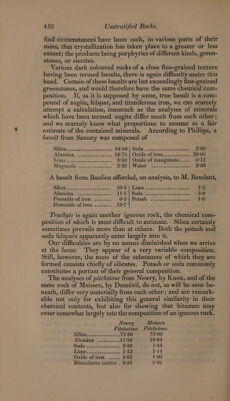 432 Unstratified Rocks.
find circumstances have been such, in various parts of their
mass, that crystallization has taken place to a greater or less
extent; the products being porphyries of different kinds, green-
stones, or sienites.
Various dark coloured rocks of a close fine-grained texture
having been termed basalts, there is again difficulty under this
head. Certain of these basalts are but exceedingly fine-grained
greenstones, and would therefore have the same chemical com-
position. If, as it is supposed by some, true basalt is a com-
pound of augite, felspar, and titaniferous iron, we can scarcely
attempt a calculation, inasmuch as the analyses of minerals
which have been termed augite differ much from each other;
and we scarcely know what proportions to assume as a fair
estimate of the contained minerals. According to Phillips, a
basalt from Saxony was composed of
Silica ..................... 44·50 Soda ........................ 2·60
Alumina ................. 16·75 Oxide of iron............. 20·00
Lime ..................... 9·50 Oxide of manganese..... 0·12
Magnesia ............... 2·25 Water ..................... 2·00
A basalt from Baulieu afforded, on analysis, to M. Beudant,
Silica ..................... 59·5 Lime ........................ 1·3
Alumina ................. 11·5 Soda ........................ 5·9
Peroxide of iron ...... 0·5 Potash ..................... 1·6
Protoxide of iron ...... 19·7
Trachyte is again another igneous rock, the chemical com-
position of which is most difficult to estimate. Silica certainly
sometimes prevails more than at others. Both the potash and
soda felspars apparently enter largely into it.
Our difficulties are by no means diminished when we arrive
at the lavas. They appear of a very variable composition.
Still, however, the mass of the substances of which they are
formed consists chiefly of silicates. Potash or soda commonly
constitutes a portion of their general composition.
The analyses of pitchstone from Newry, by Knox, and of the
same rock of Meissen, by Duménil, do not, as will be seen be-
neath, differ very materially from each other; and are remark-
able not only for exhibiting this general similarity in their
chemical contents, but also for showing that bitumen may
enter somewhat largely into the composition of an igneous rock.
Newry Meissen
Pitchstone. Pitchstone.
Silica............72·80 73·00
Alumina ........11·50 10·84
Soda ............ 2·86 1·48
Lime............. 1·12 1·14
Oxide of iron ...... 3·03 1·90
Bituminous matter . 8·50 9·40